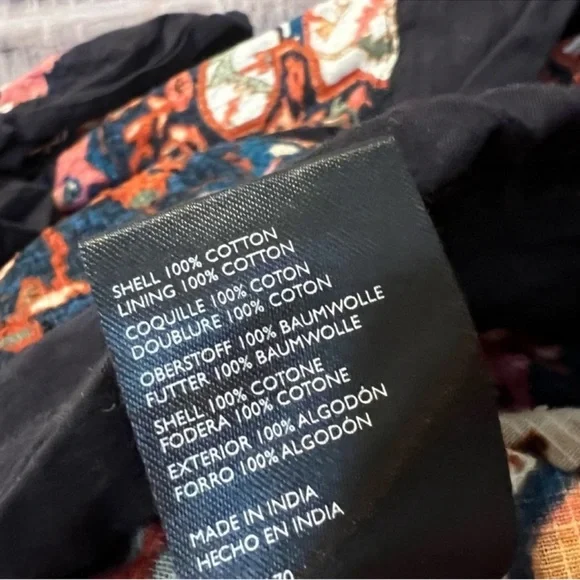 SHELL 100% COTTON
LINING 100% COTTON
COQUILLE 100% COTON
DOUBLURE 100% COTON
OBERSTOFF 100% BAUMWOLLE
FUTTER 100% BAUMWOLLE
SHELL 100% COTONE
FODERA 100% COTONE
EXTERIOR 100% ALGODÓN
FORRO 100% ALGODÓN
MADE IN INDIA
HECHO EN INDIA